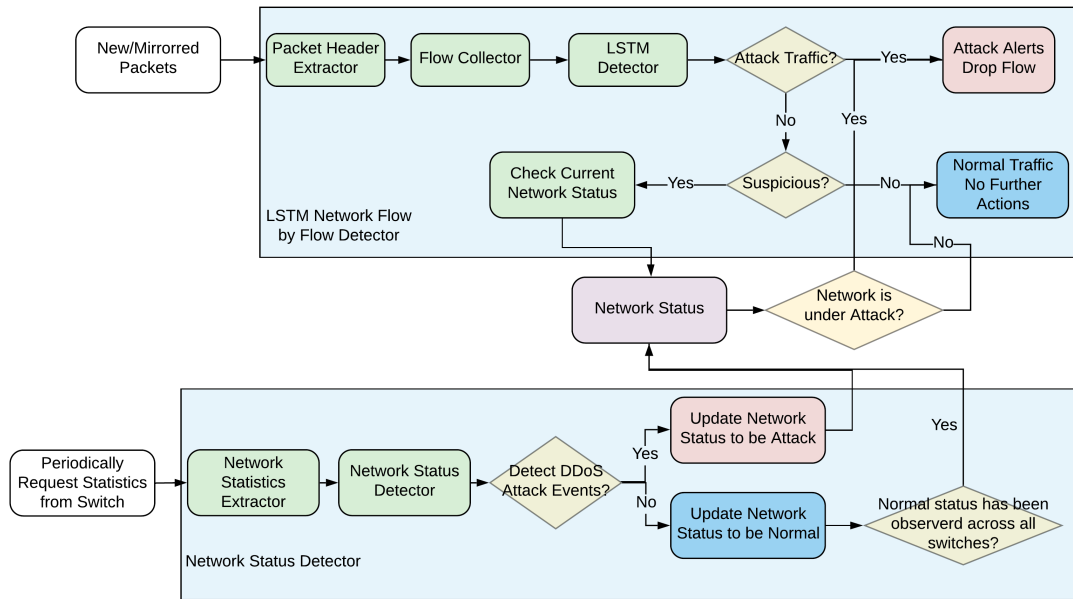 New/Mirrorred
Packets
Packet Header
Extractor
Flow Collector
LSTM
Detector
Attack Traffic?
Yes
Attack Alerts
Drop Flow
No
Yes
Check Current
Network Status
Yes
Suspicious?
No
Normal Traffic
No Further
Actions
LSTM Network Flow
by Flow Detector
No
Network Status
Network is
under Attack?
Update Network
Status to be Attack
Yes
Periodically
Request Statistics
from Switch
Network
Statistics
Extractor
Network Status
Detector
Detect DDoS
Attack Events?
Yes
No
Update Network
Status to be Normal
Normal status has been
observerd across all
switches?
Network Status Detector